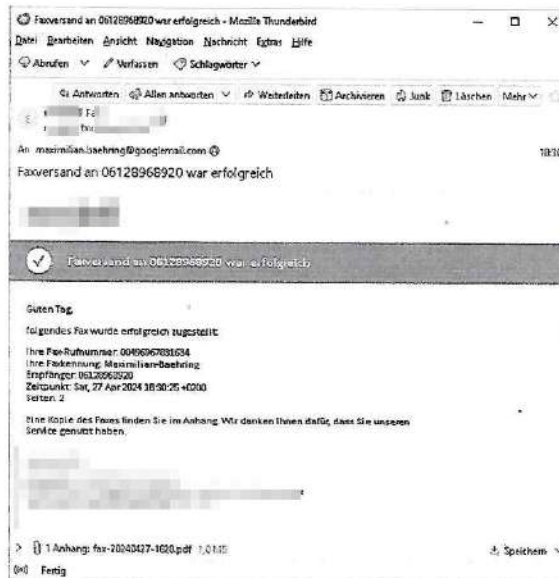 Faxversand an 06128968920 war erfolgreich - Mozilla Thunderbird
Datei Bearbeiten Ansicht Navigation Nachricht Extras Hilfe
Abrufen Verfassen Schlagwörter
Antworten Allen antworten Weiterleiten Archivieren Junk Löschen Mehr
An maximilian.baehring@googlemail.com
Faxversand an 06128968920 war erfolgreich
Faxversand an 06128968920 war erfolgreich
Guten Tag,
folgendes Fax wurde erfolgreich zugestellt:
Ihre Fax-Rufnummer: 00496967831634
Ihre Faxkennung: Maximilian-Baehring
Empfänger: 06128968920
Zeitpunkt: Sat, 27 Apr 2024 18:30:25 +0200
Seiten: 2
Eine Kopie des Faxes finden Sie im Anhang. Wir danken Ihnen dafür, dass Sie unseren
Service genutzt haben.
1 Anhang: fax-20240427-1628.pdf
Speichern
Fertig